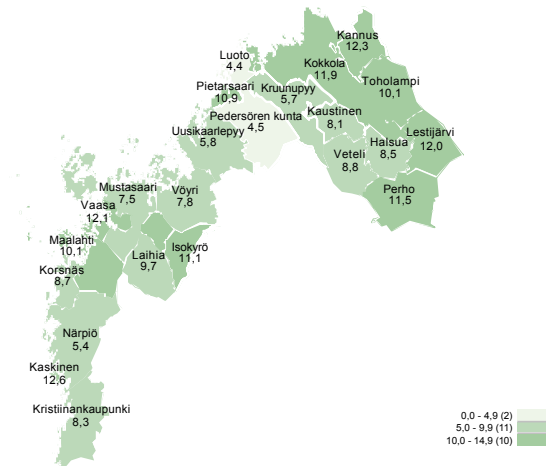 Kannus
12,3
Luoto
4,4
Kokkola
11,9
Pietarsaari
10,9
Kruunupyy
5,7
Toholampi
10,1
Pedersören kunta
4,5
Kaustinen
8,1
Uusikaarlepyy
5,8
Lestijärvi
12,0
Halsua
8,5
Veteli
8,8
Perho
11,5
Mustasaari
7,5
Vöyri
7,8
Vaasa
12,1
Maalahti
10,1
Isokyrö
11,1
Laihia
9,7
Korsnäs
8,7
Närpiö
5,4
Kaskinen
12,6
Kristiinankaupunki
8,3
0,0 - 4,9 (2)
5,0 - 9,9 (11)
10,0 - 14,9 (10)